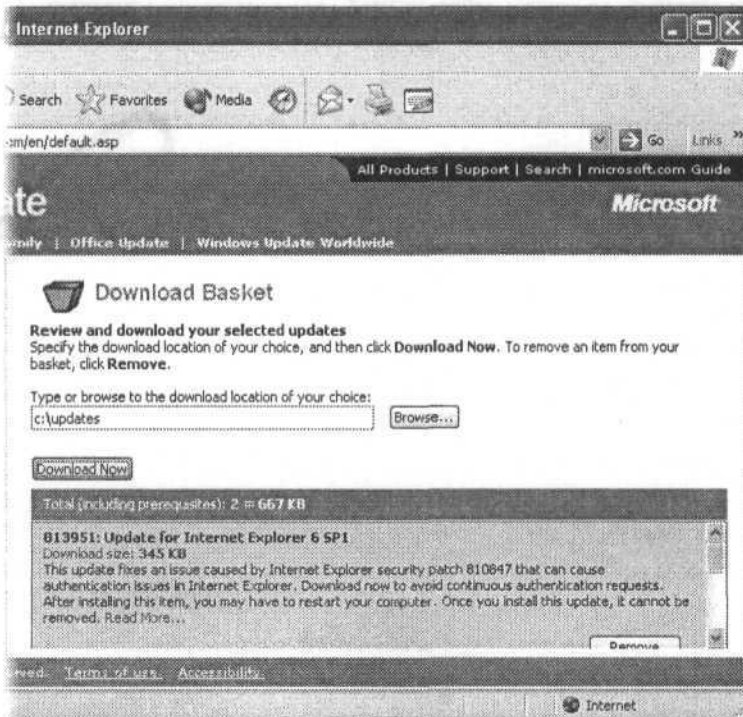 Internet Explorer
Search Favorites Media
om/en/default.asp Go Links »
All Products | Support | Search | microsoft.com Guide
ate
Microsoft
amily | Office Update | Windows Update Worldwide
Download Basket
Review and download your selected updates
Specify the download location of your choice, and then click Download Now. To remove an item from your
basket, click Remove.
Type or browse to the download location of your choice:
c:\updates Browse...
Download Now
Total (including prerequisites): 2 = 667 KB
813951: Update for Internet Explorer 6 SP1
Download size: 345 KB
This update fixes an issue caused by Internet Explorer security patch 810847 that can cause
authentication issues in Internet Explorer. Download now to avoid continuous authentication requests.
After installing this item, you may have to restart your computer. Once you install this update, it cannot be
removed. Read More...
Remove
rved. Terms of use. Accessibility.
Internet